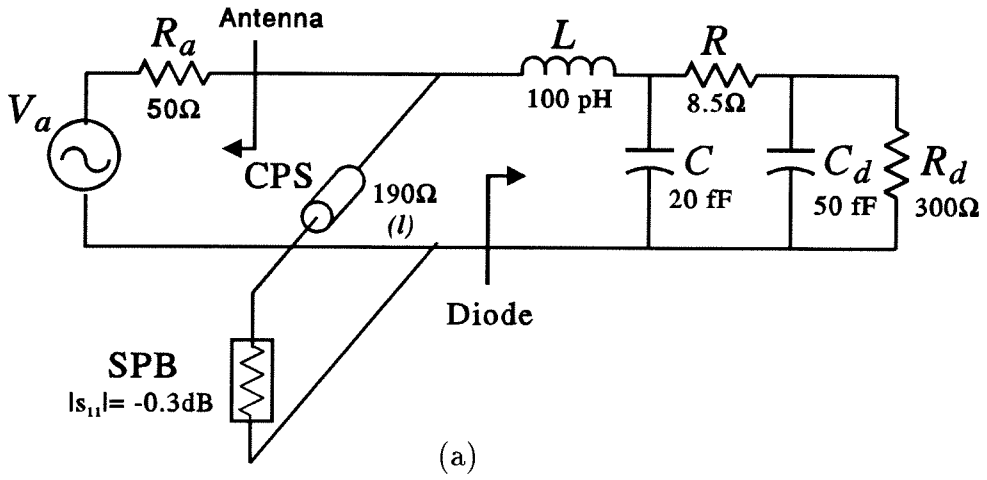 Antenna
R_a
50Ω
V_a
CPS
190Ω
(l)
L
100 pH
R
8.5Ω
C
20 fF
C_d
50 fF
R_d
300Ω
Diode
SPB
|s₁₁|= -0.3dB
(a)